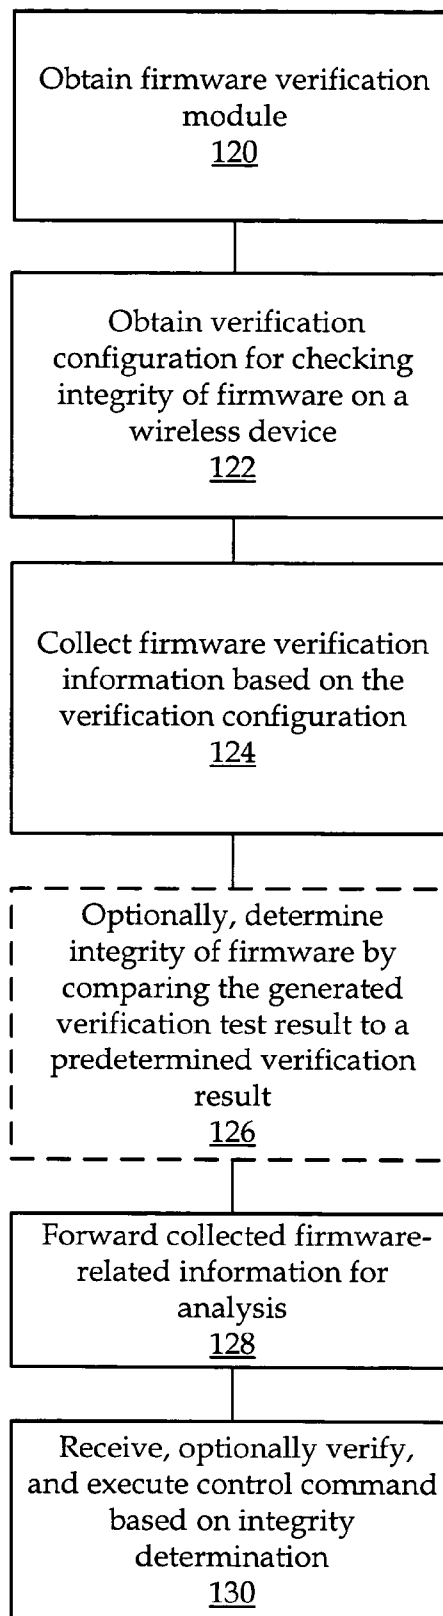 Obtain firmware verification
module
120
Obtain verification
configuration for checking
integrity of firmware on a
wireless device
122
Collect firmware verification
information based on the
verification configuration
124
Optionally, determine
integrity of firmware by
comparing the generated
verification test result to a
predetermined verification
result
126
Forward collected firmware-
related information for
analysis
128
Receive, optionally verify,
and execute control command
based on integrity
determination
130